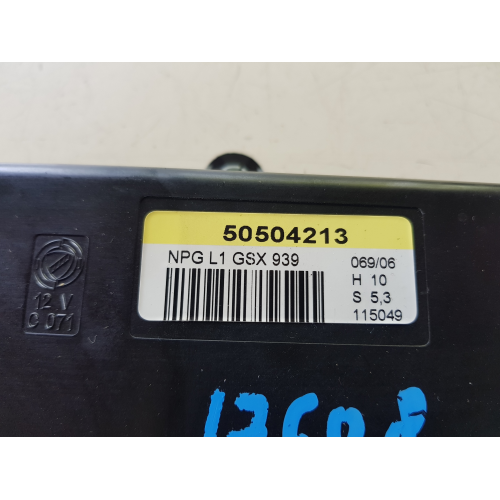 50504213
NPG L1 GSX 939
069/06
H 10
S 5,3
115049
12 V
C 071